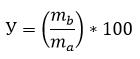 У = (m_b / m_a) * 100